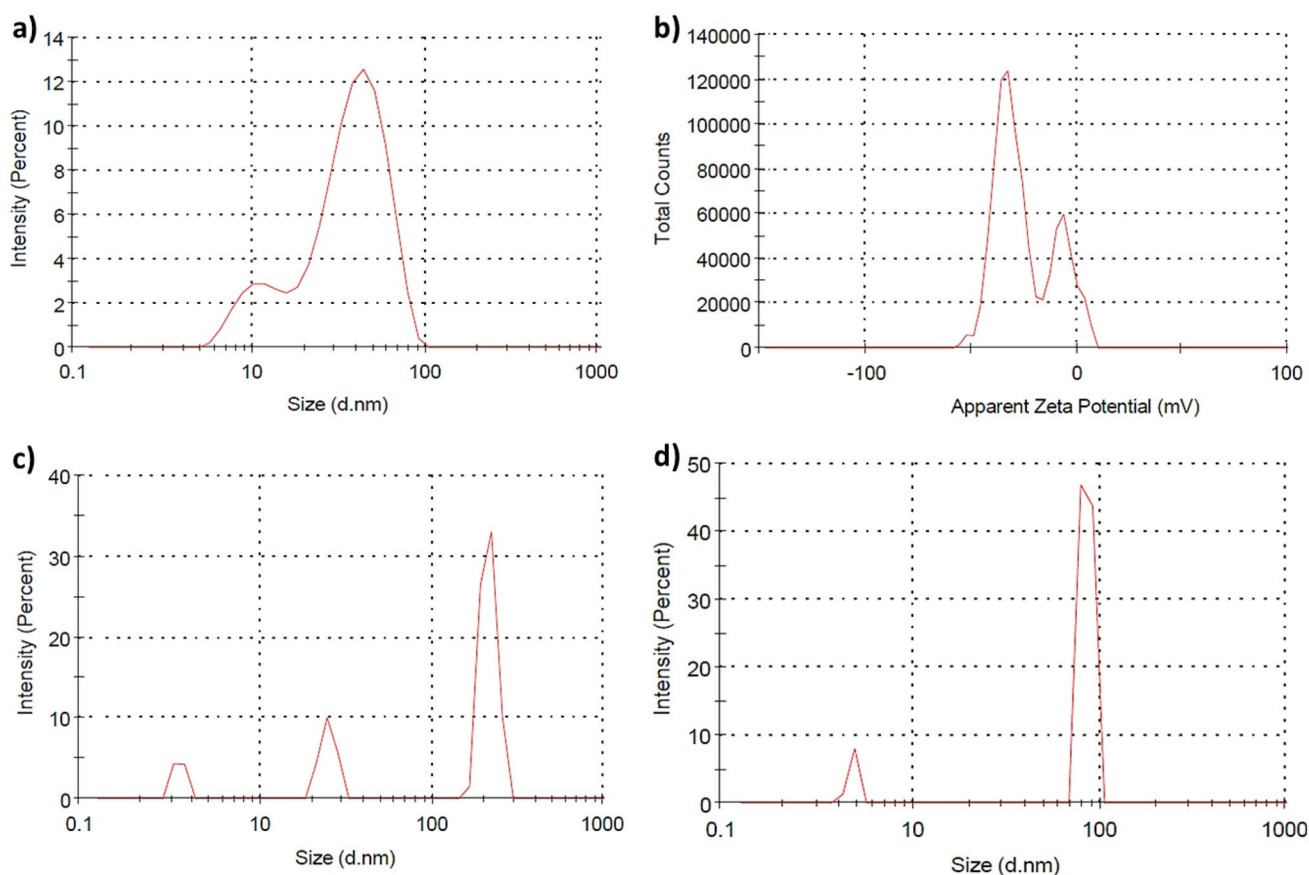 a)
14
12
10
8
6
4
2
0
Intensity (Percent)
0.1 10 100 1000
Size (d.nm)
b)
140000
120000
100000
80000
60000
40000
20000
0
Total Counts
-100 0 100
Apparent Zeta Potential (mV)
c)
40
30
20
10
0
Intensity (Percent)
0.1 10 100 1000
Size (d.nm)
d)
50
40
30
20
10
0
Intensity (Percent)
0.1 10 100 1000
Size (d.nm)